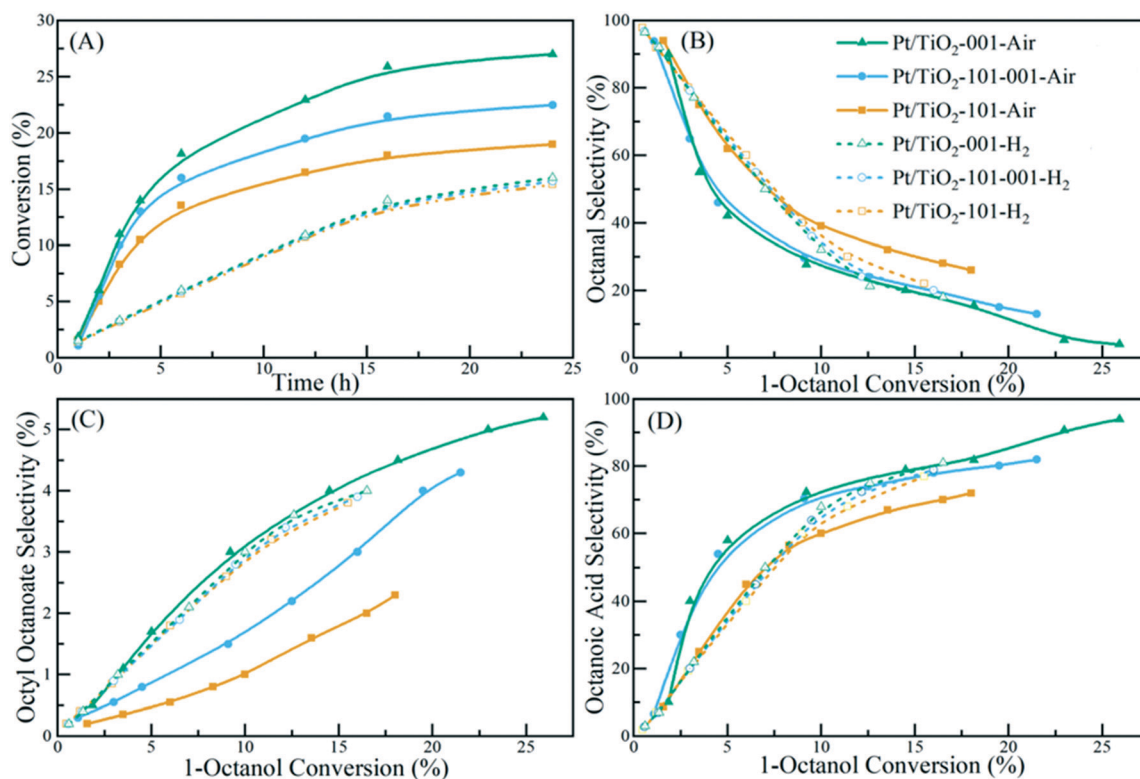 (A)
Conversion (%)
30
25
20
15
10
5
0
0 5 10 15 20 25
Time (h)
(B)
Octanal Selectivity (%)
100
80
60
40
20
0
0 5 10 15 20 25
1-Octanol Conversion (%)
Pt/TiO₂-001-Air
Pt/TiO₂-101-001-Air
Pt/TiO₂-101-Air
Pt/TiO₂-001-H₂
Pt/TiO₂-101-001-H₂
Pt/TiO₂-101-H₂
(C)
Octyl Octanoate Selectivity (%)
5
4
3
2
1
0
0 5 10 15 20 25
1-Octanol Conversion (%)
(D)
Octanoic Acid Selectivity (%)
100
80
60
40
20
0
0 5 10 15 20 25
1-Octanol Conversion (%)